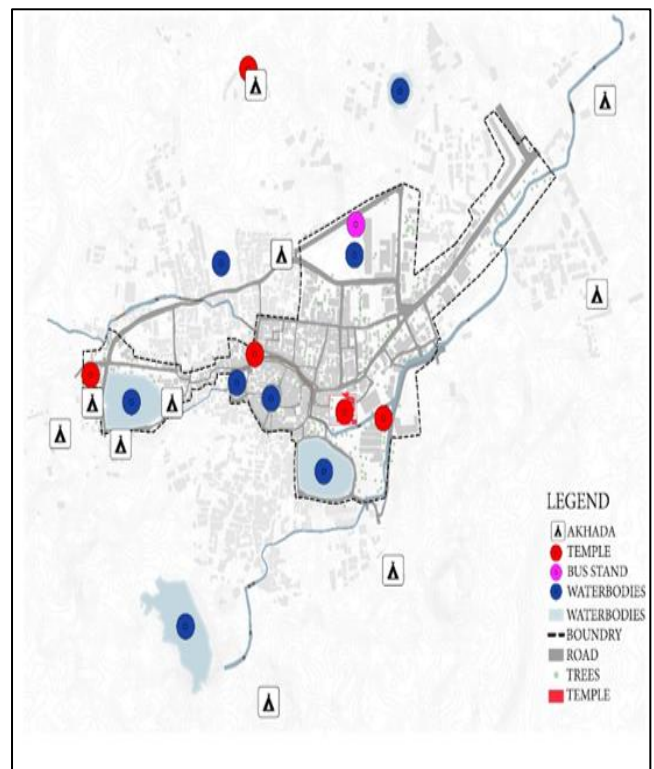 LEGEND
AKHADA
TEMPLE
BUS STAND
WATERBODIES
WATERBODIES
BOUNDRY
ROAD
TREES
TEMPLE